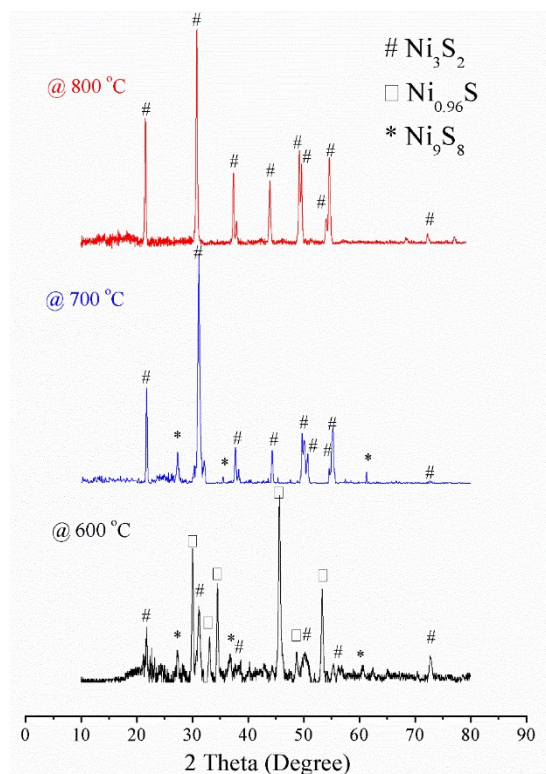 # Ni₃S₂
□ Ni₀.₉₆S
* Ni₉S₈
@ 800 °C
# # # # # # # # #
@ 700 °C
# # * * # # # # # # * #
@ 600 °C
# * □ # □ □ * # □ □ # □ # * #
0 10 20 30 40 50 60 70 80 90
2 Theta (Degree)